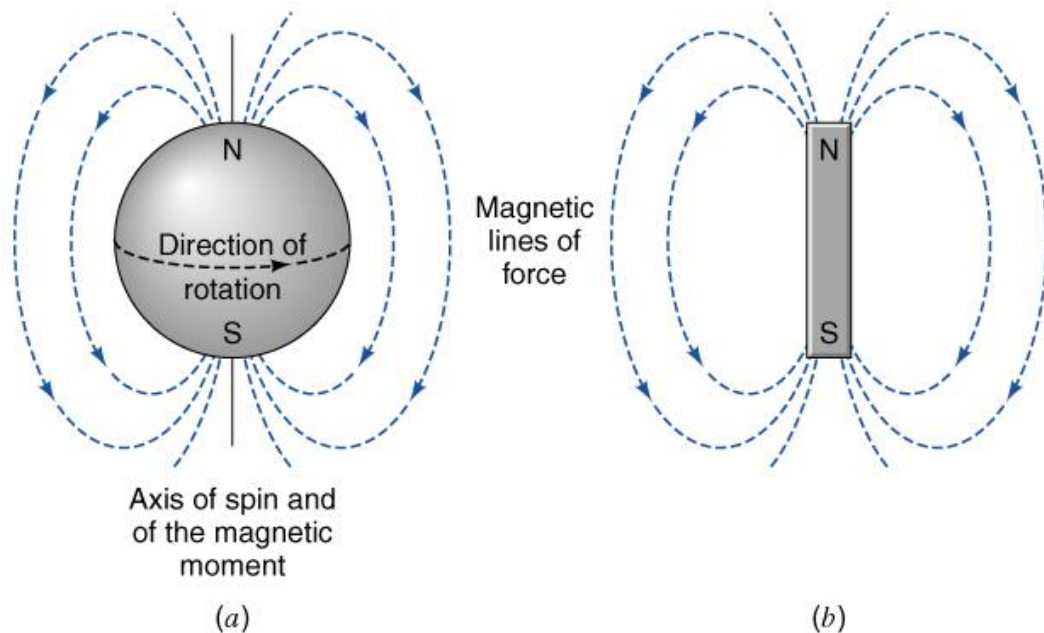 N
Direction of
rotation
S
Axis of spin and
of the magnetic
moment
(a)
Magnetic
lines of
force
N
S
(b)